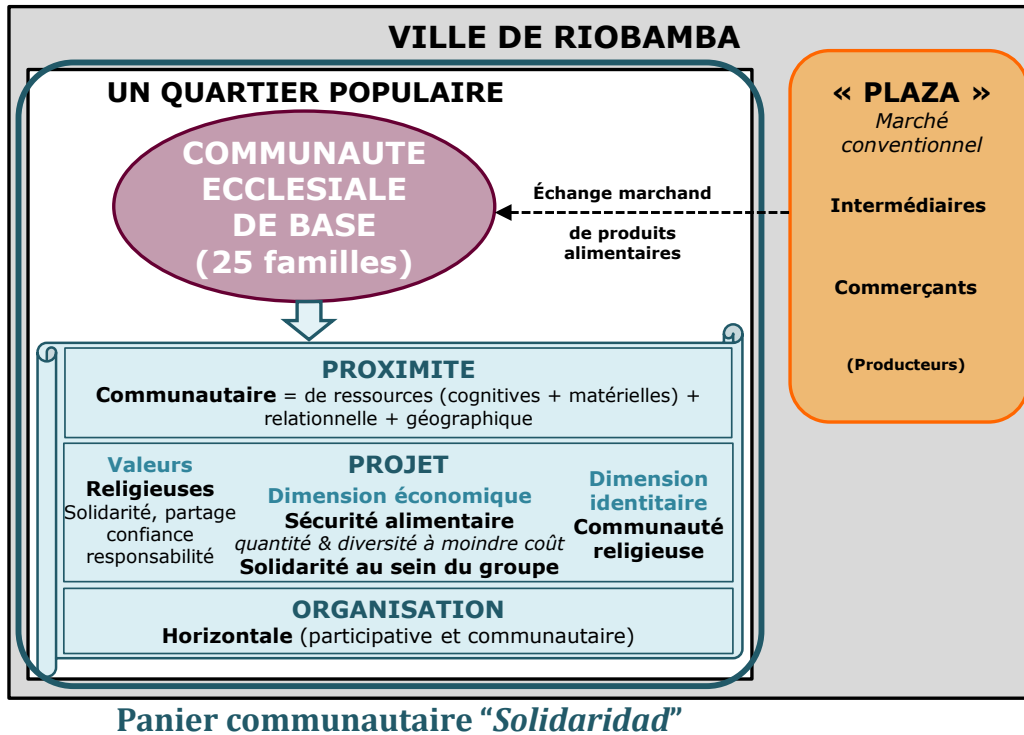 VILLE DE RIOBAMBA
UN QUARTIER POPULAIRE
COMMUNAUTE
ECCLESIALE
DE BASE
(25 familles)
Échange marchand
de produits
alimentaires
« PLAZA »
Marché
conventionnel
Intermédiaires
Commerçants
(Producteurs)
PROXIMITE
Communautaire = de ressources (cognitives + matérielles) +
relationnelle + géographique
Valeurs
Religieuses
Solidarité, partage
confiance
responsabilité
PROJET
Dimension économique
Sécurité alimentaire
quantité & diversité à moindre coût
Solidarité au sein du groupe
Dimension
identitaire
Communauté
religieuse
ORGANISATION
Horizontale (participative et communautaire)
Panier communautaire “Solidaridad”